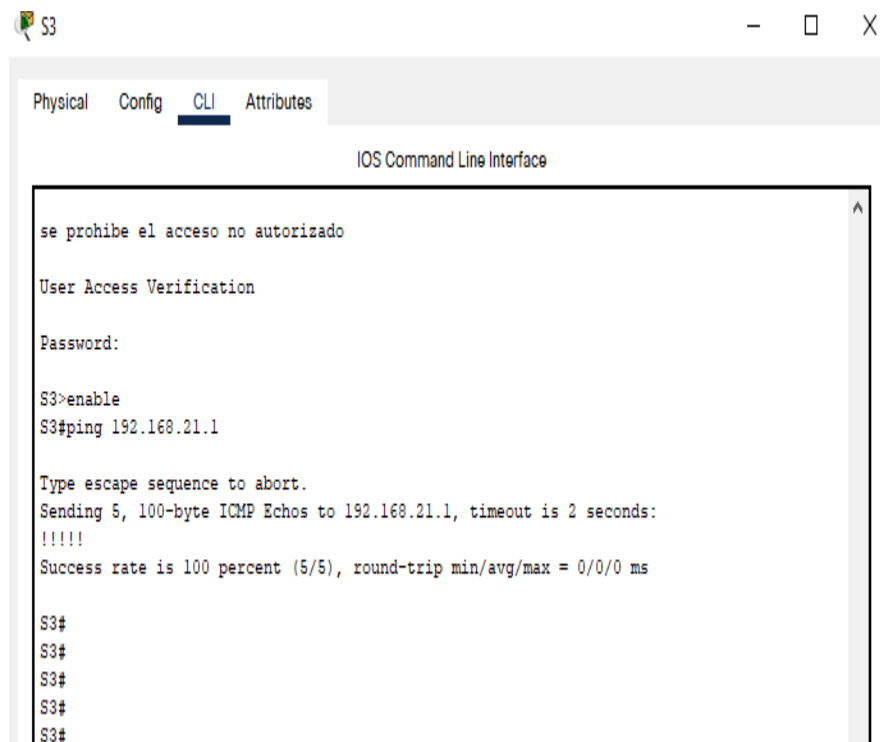 S3
Physical Config CLI Attributes
IOS Command Line Interface
se prohibe el acceso no autorizado
User Access Verification
Password:
S3>enable
S3#ping 192.168.21.1
Type escape sequence to abort.
Sending 5, 100-byte ICMP Echos to 192.168.21.1, timeout is 2 seconds:
!!!!!
Success rate is 100 percent (5/5), round-trip min/avg/max = 0/0/0 ms
S3#
S3#
S3#
S3#
S3#